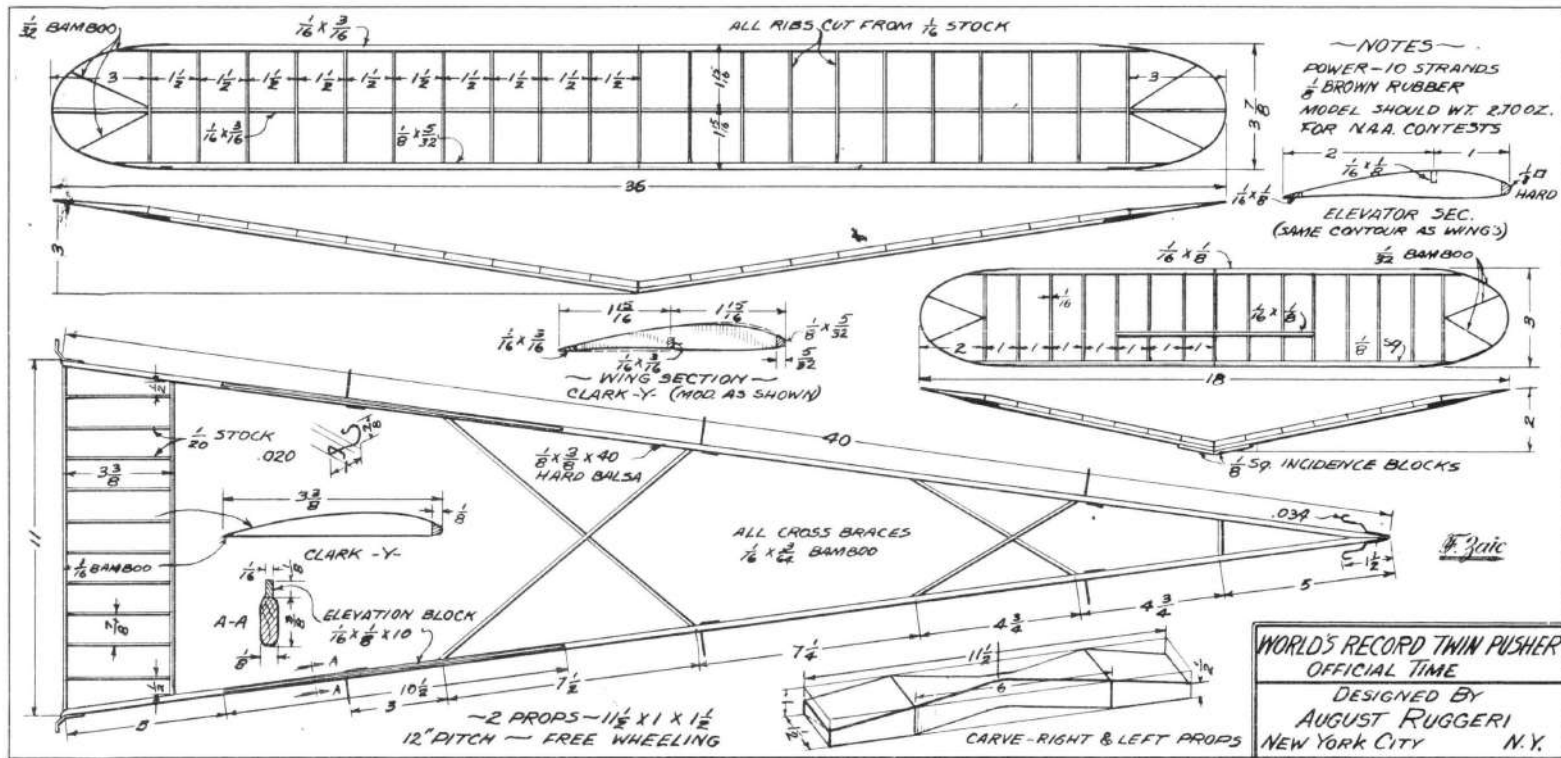 1/32 BAMBOO
1/16 x 3/16
ALL RIBS CUT FROM 1/16 STOCK
3 1 1/2 1 1/2 1 1/2 1 1/2 1 1/2 1 1/2 1 1/2 1 1/2 1 1/2 1 1/2 1 15/16 3
1/16 x 3/16
1/8 x 5/32
1 15/16
3 7/8
36
3
~NOTES~
POWER-10 STRANDS
1/8 BROWN RUBBER
MODEL SHOULD WT. 2.70 OZ.
FOR N.A.A. CONTESTS
2 1
1/16 x 1/8
1/8 □
HARD
1/16 x 1/8
ELEVATOR SEC.
(SAME CONTOUR AS WING'S)
1/16 x 1/8
1/32 BAMBOO
1/16
1/16 x 1/8
2 1 1 1 1 1 1 1
1/8 SQ.
3
18
2
1/8 SQ. INCIDENCE BLOCKS
1 15/16 1 15/16
1/16 x 3/16
1/8 x 5/32
1/16 x 3/16
5/32
~ WING SECTION ~
CLARK -Y- (MOD. AS SHOWN)
11
1/2
1/20 STOCK
.020
3 3/8
40
1/8 x 3/8 x 40
HARD BALSA
3 3/8
1/8
CLARK -Y-
1/16 BAMBOO
ALL CROSS BRACES
1/16 x 3/64 BAMBOO
.034
1 1/2
F. Zaic
1/16
1/8
A-A
3/8
1/8
ELEVATION BLOCK
1/16 x 1/8 x 10
7/8
1/2
A
A
5
10 1/2
3
7 1/2
7 1/4
4 3/4
4 3/4
5
~2 PROPS~11 1/2 x 1 x 1 1/2
12" PITCH ~ FREE WHEELING
11 1/2
6
1/2
CARVE-RIGHT & LEFT PROPS
WORLD'S RECORD TWIN PUSHER
OFFICIAL TIME
DESIGNED BY
AUGUST RUGGERI
NEW YORK CITY N.Y.